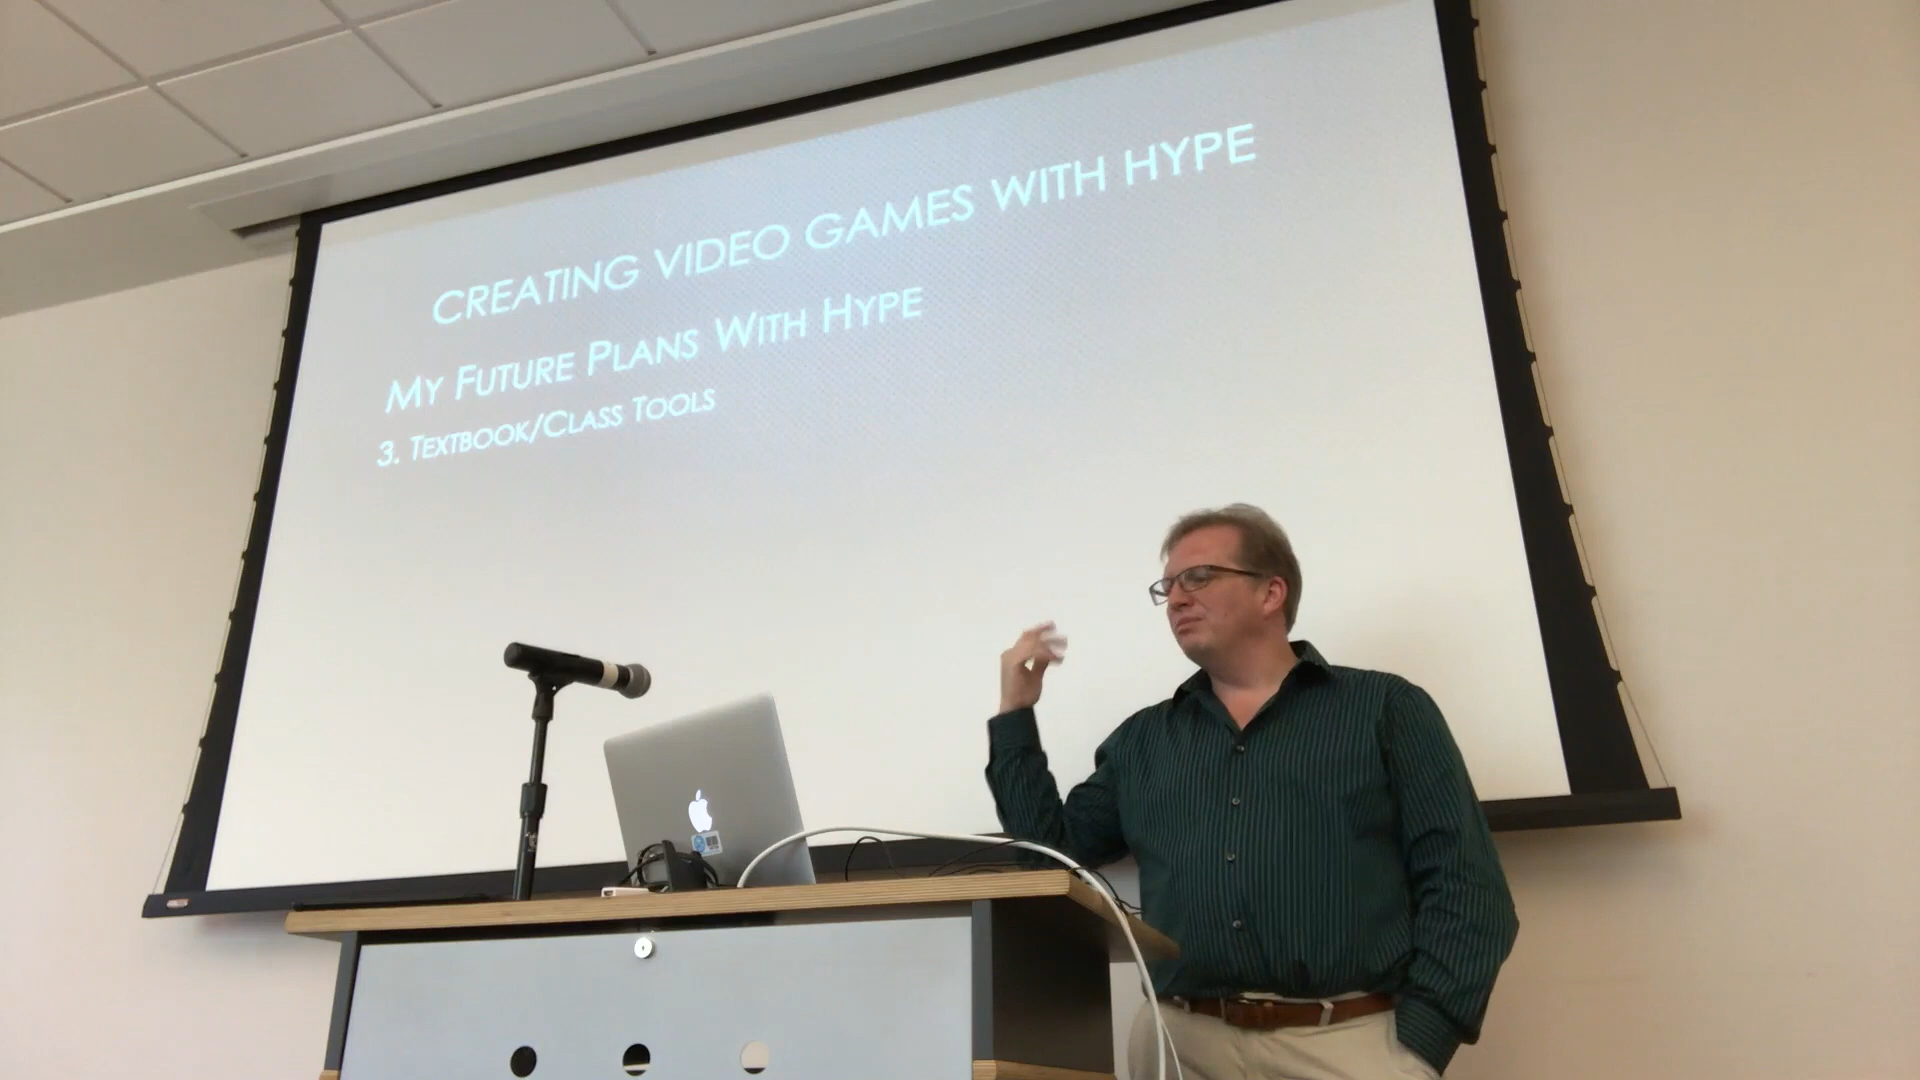 CREATING VIDEO GAMES WITH HYPE
MY FUTURE PLANS WITH HYPE
3. TEXTBOOK/CLASS TOOLS